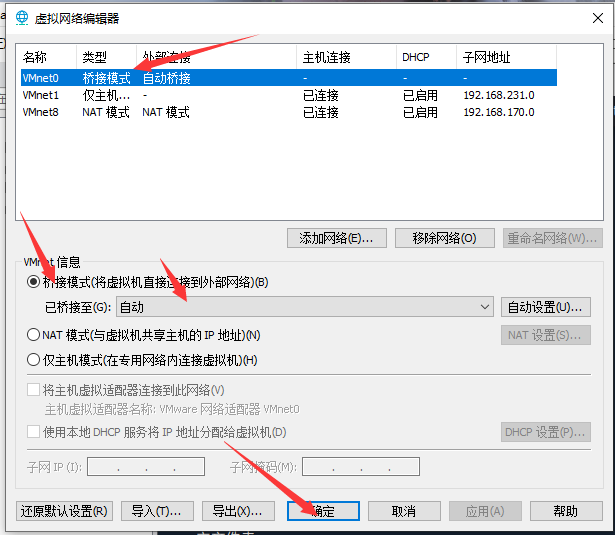 虚拟网络编辑器
名称 类型 外部连接 主机连接 DHCP 子网地址
VMnet0 桥接模式 自动桥接 - - -
VMnet1 仅主机... - 已连接 已启用 192.168.231.0
VMnet8 NAT 模式 NAT 模式 已连接 已启用 192.168.170.0
添加网络(E)... 移除网络(O) 重命名网络(W)...
VMnet 信息
桥接模式(将虚拟机直接连接到外部网络)(B)
已桥接至(G): 自动 自动设置(U)...
NAT 模式(与虚拟机共享主机的 IP 地址)(N) NAT 设置(S)...
仅主机模式(在专用网络内连接虚拟机)(H)
将主机虚拟适配器连接到此网络(V)
主机虚拟适配器名称: VMware 网络适配器 VMnet0
使用本地 DHCP 服务将 IP 地址分配给虚拟机(D) DHCP 设置(P)...
子网 IP (I): . . . 子网掩码(M): . . .
还原默认设置(R) 导入(T)... 导出(X)... 确定 取消 应用(A) 帮助